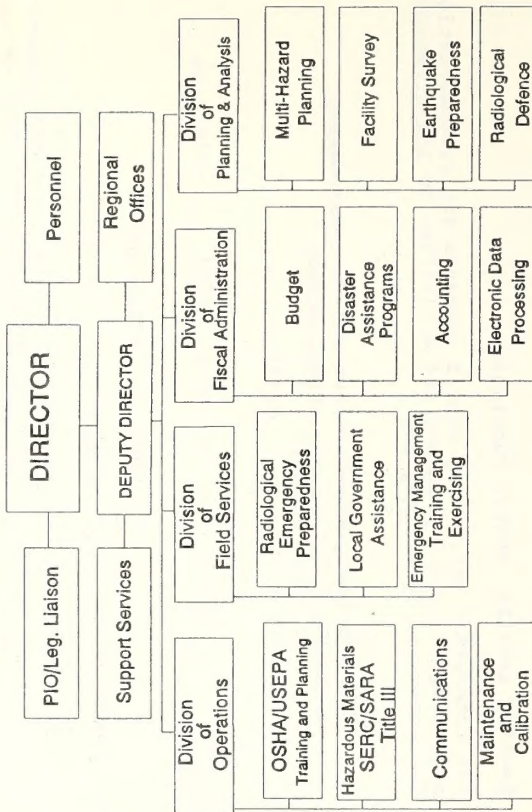 DIRECTOR
PIO/Leg. Liaison
Personnel
DEPUTY DIRECTOR
Support Services
Regional
Offices
Division
of
Operations
OSHA/USEPA
Training and Planning
Hazardous Materials
SERC/SARA
Title III
Communications
Maintenance
and
Calibration
Division
of
Field Services
Radiological
Emergency
Preparedness
Local Government
Assistance
Emergency Management
Training and
Exercising
Division
of
Fiscal Administration
Budget
Disaster
Assistance
Programs
Accounting
Electronic Data
Processing
Division
of
Planning & Analysis
Multi-Hazard
Planning
Facility Survey
Earthquake
Preparedness
Radiological
Defence